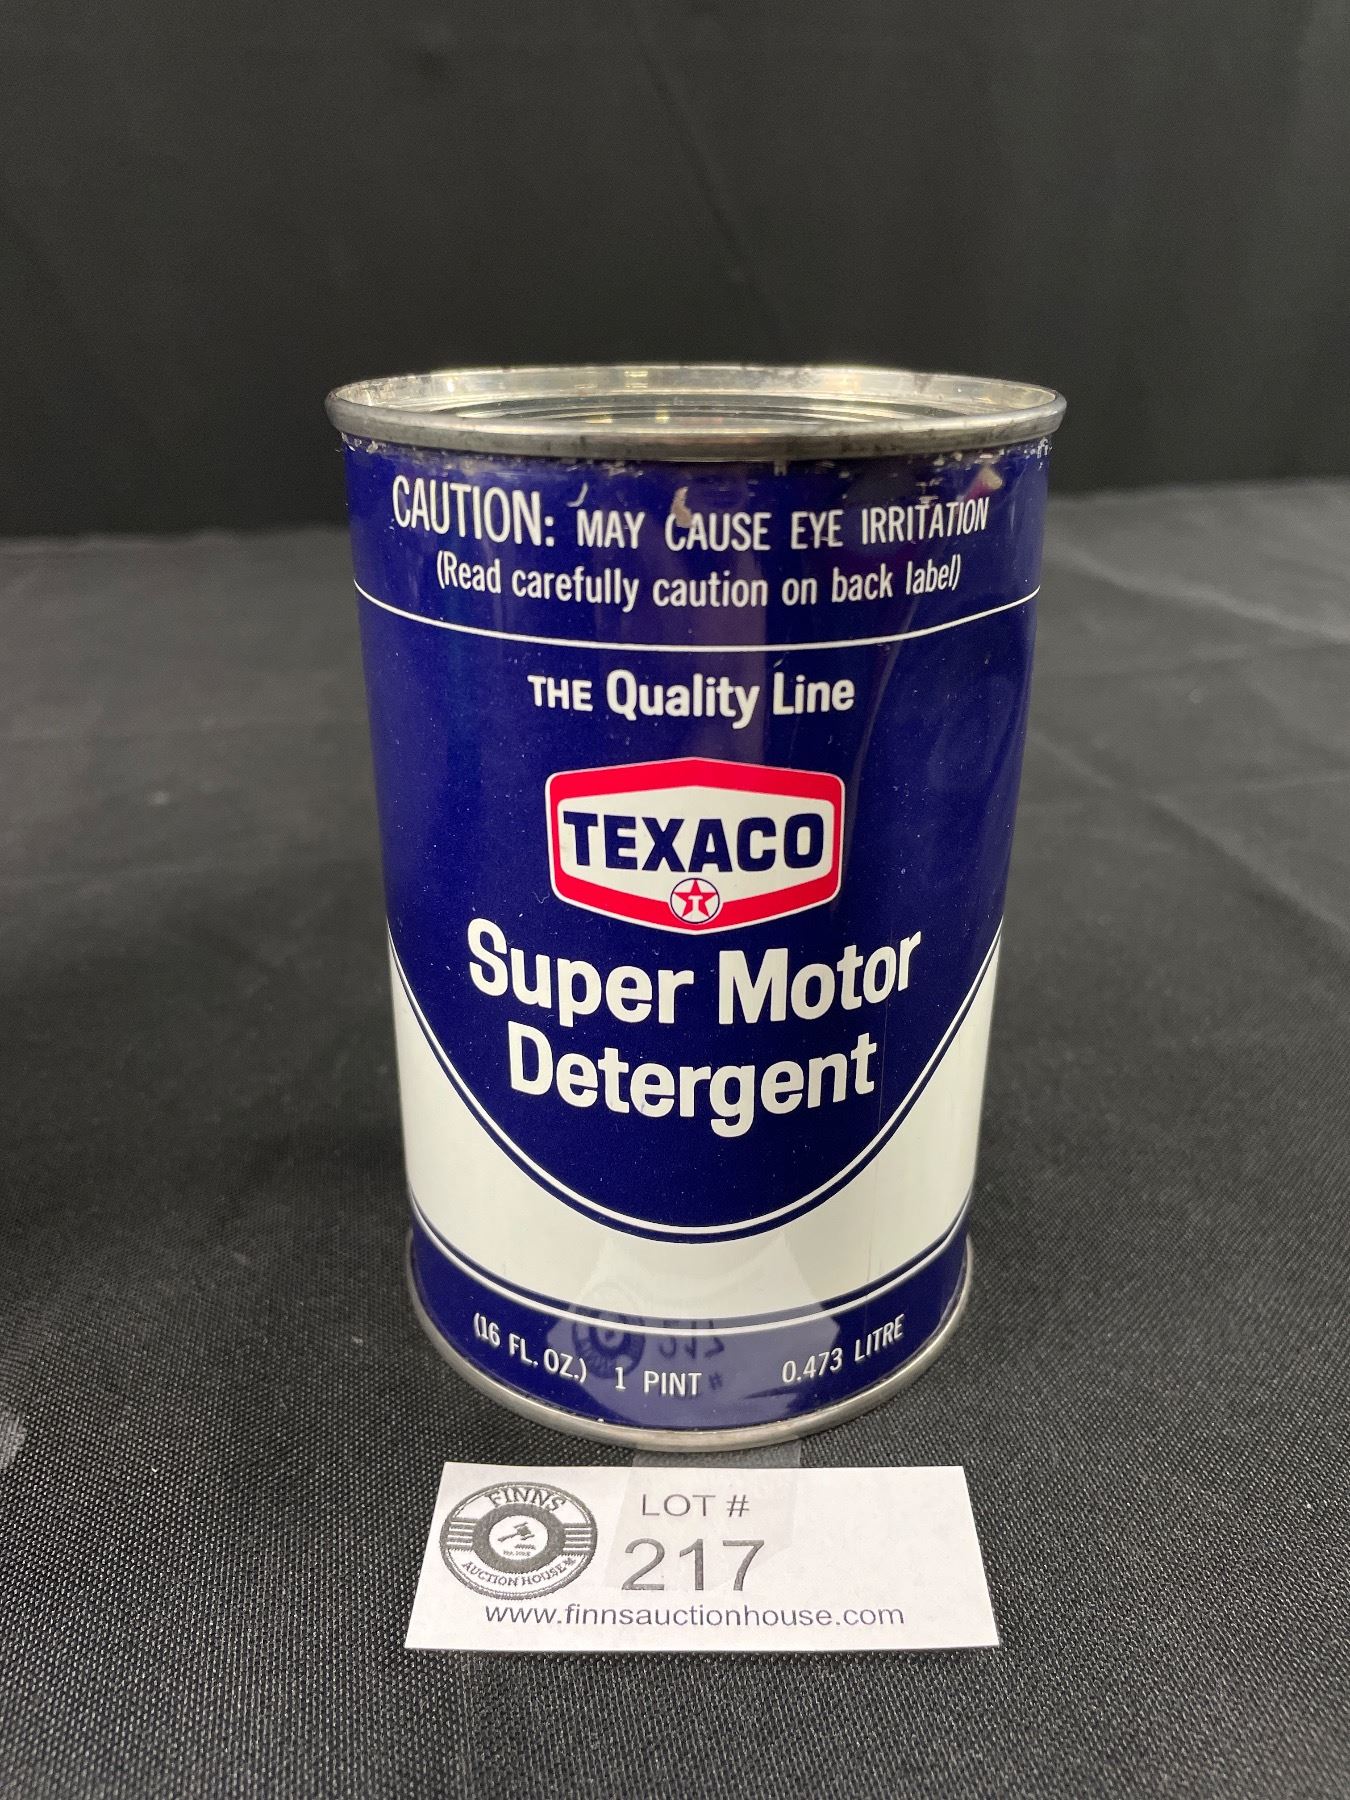 CAUTION: MAY CAUSE EYE IRRITATION
(Read carefully caution on back label)
THE Quality Line
TEXACO
T
Super Motor
Detergent
(16 FL. OZ.) 1 PINT 0.473 LITRE
FINNS
AUCTION HOUSE
LOT #
217
www.finnsauctionhouse.com